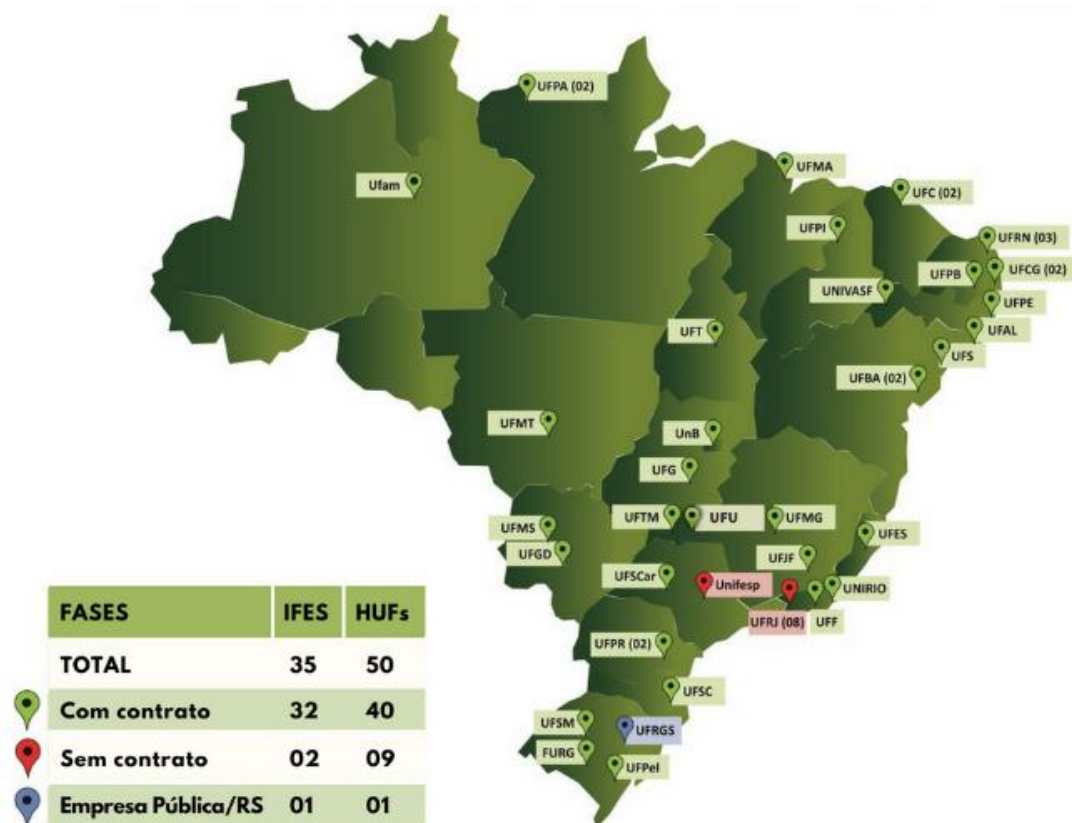 UFPA (02)
UFMA
Ufam
UFC (02)
UFPI
UFRN (03)
UFPB
UFCG (02)
UNIVASF
UFPE
UFT
UFAL
UFS
UFBA (02)
UFMT
UnB
UFG
UFTM
UFU
UFMG
UFMS
UFES
UFGD
UFJF
UFSCar
Unifesp
UNIRIO
UFRJ (08)
UFF
UFPR (02)
UFSC
UFSM
UFRGS
FURG
UFPel
FASES IFES HUFs
TOTAL 35 50
Com contrato 32 40
Sem contrato 02 09
Empresa Pública/RS 01 01